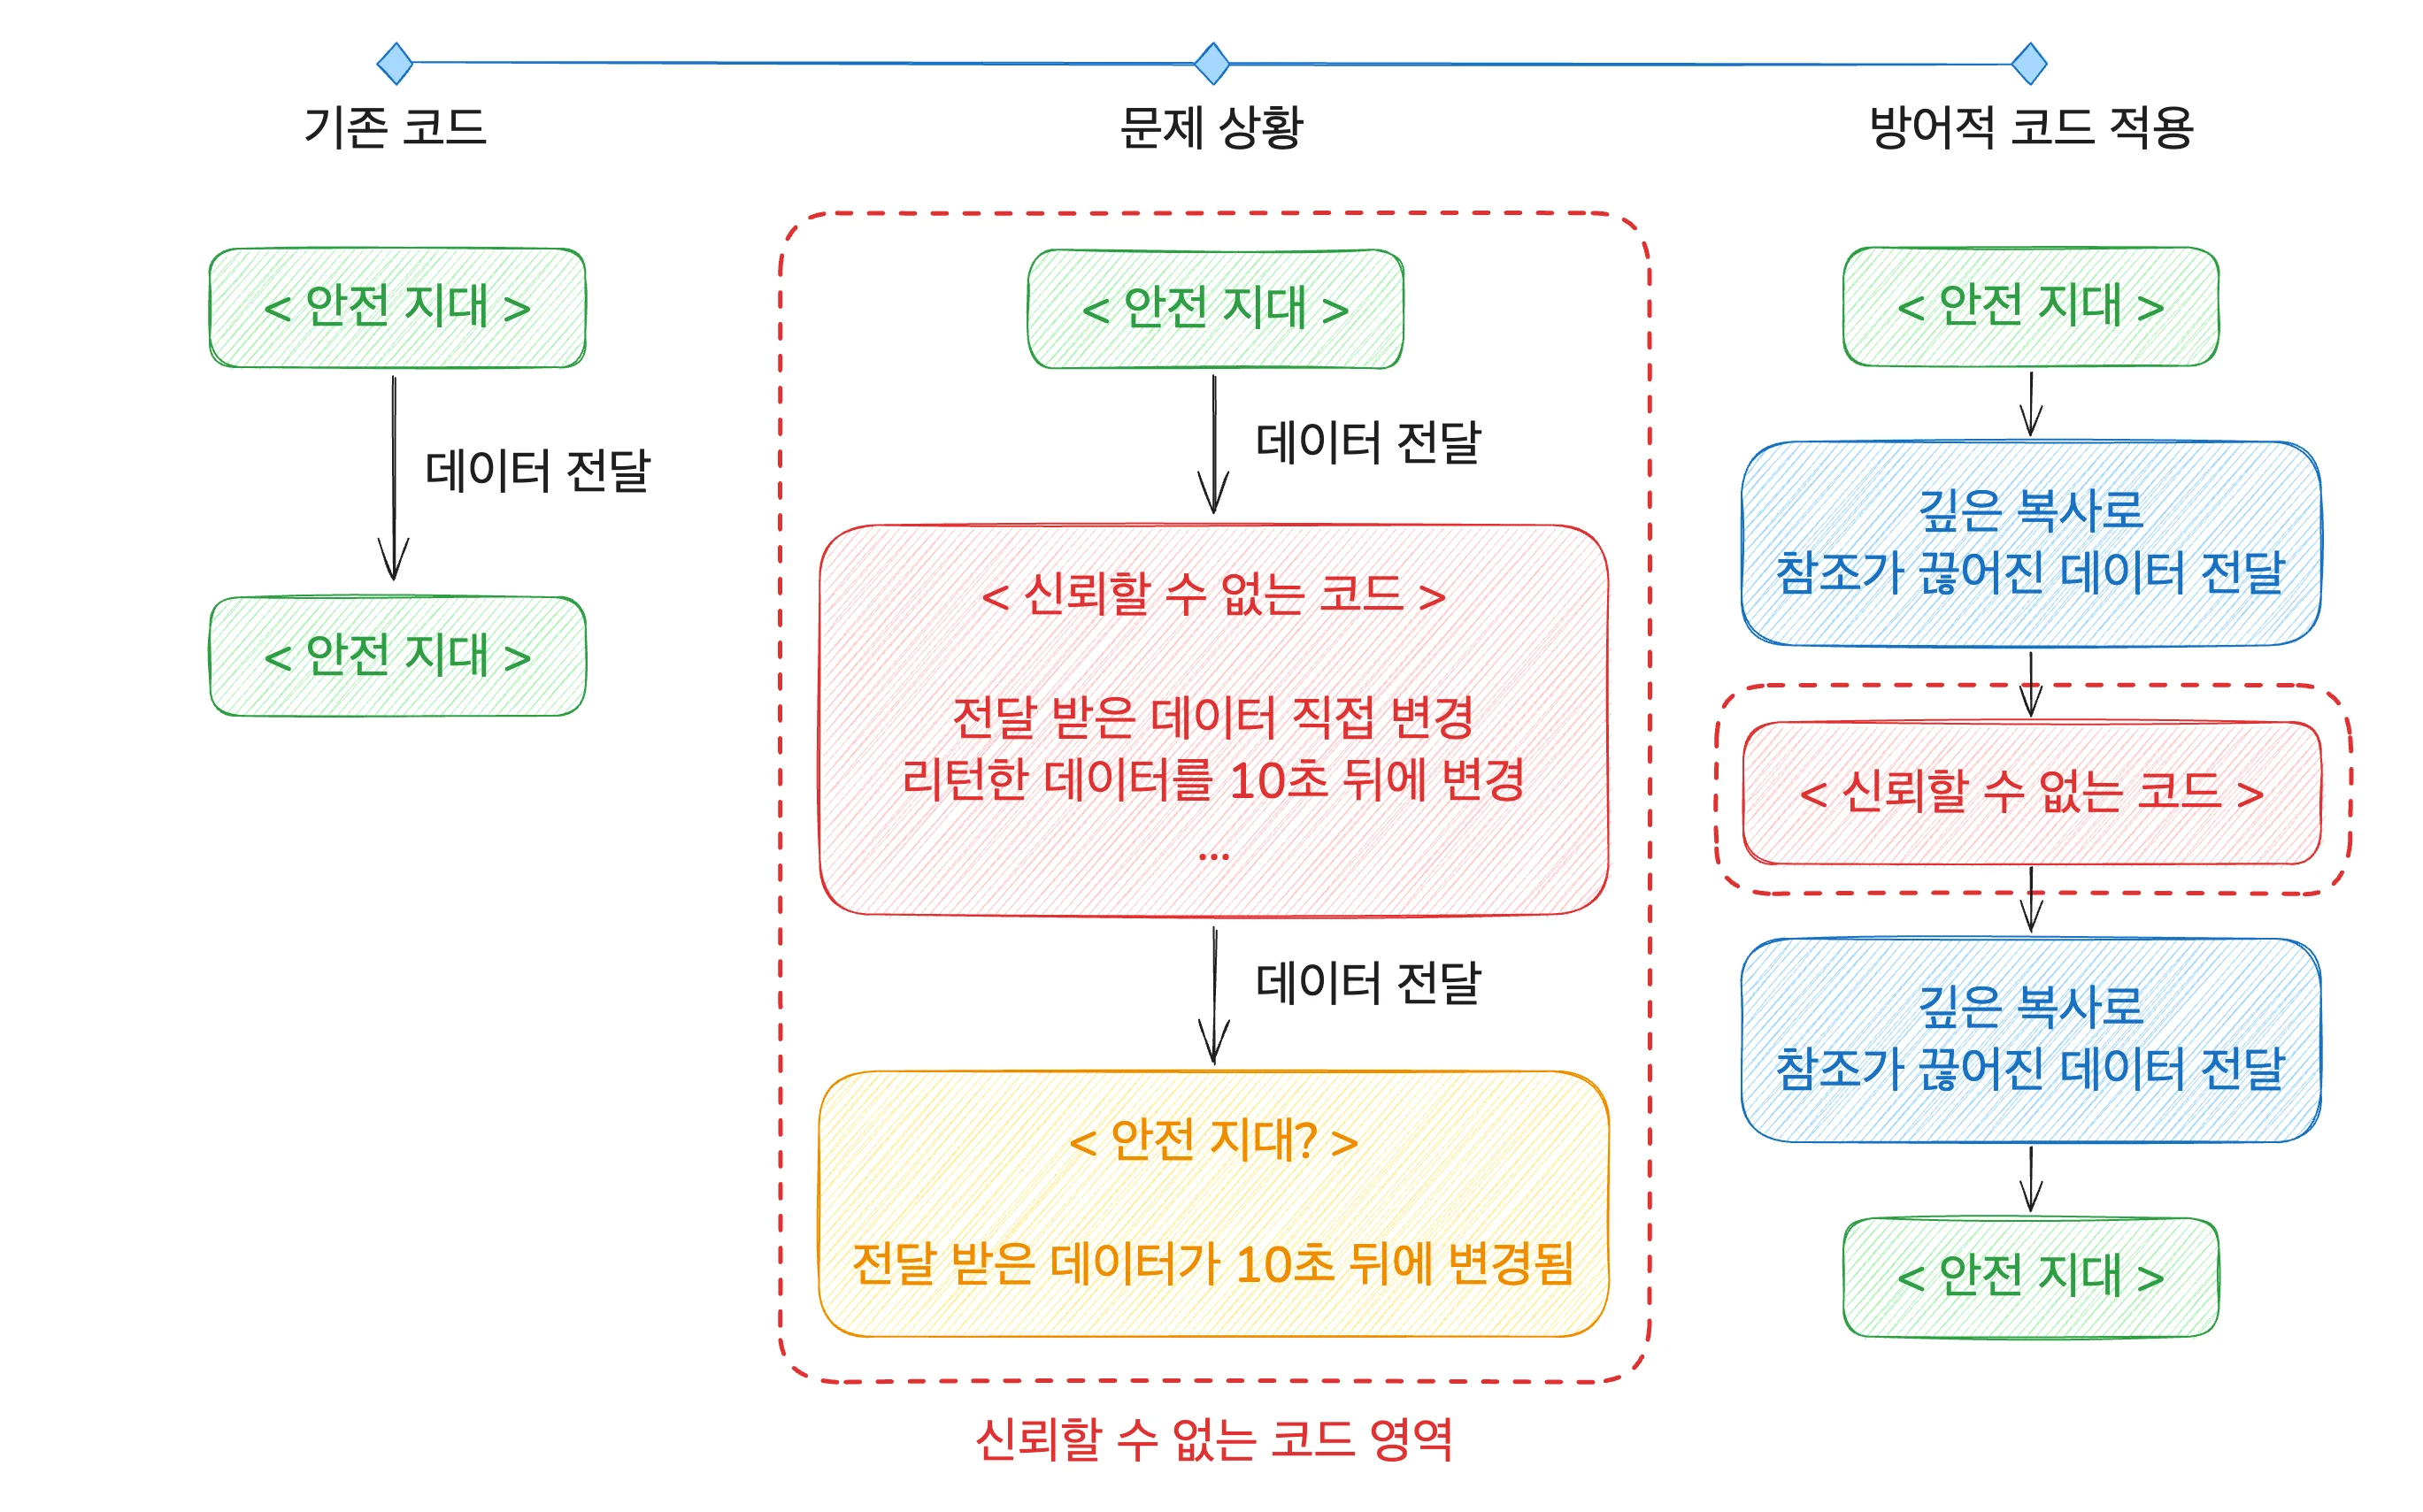 기존 코드
문제 상황
방어적 코드 적용
< 안전 지대 >
데이터 전달
< 안전 지대 >
< 안전 지대 >
데이터 전달
< 신뢰할 수 없는 코드 >
전달 받은 데이터 직접 변경
리턴한 데이터를 10초 뒤에 변경
...
데이터 전달
< 안전 지대? >
전달 받은 데이터가 10초 뒤에 변경됨
신뢰할 수 없는 코드 영역
< 안전 지대 >
깊은 복사로
참조가 끊어진 데이터 전달
< 신뢰할 수 없는 코드 >
깊은 복사로
참조가 끊어진 데이터 전달
< 안전 지대 >